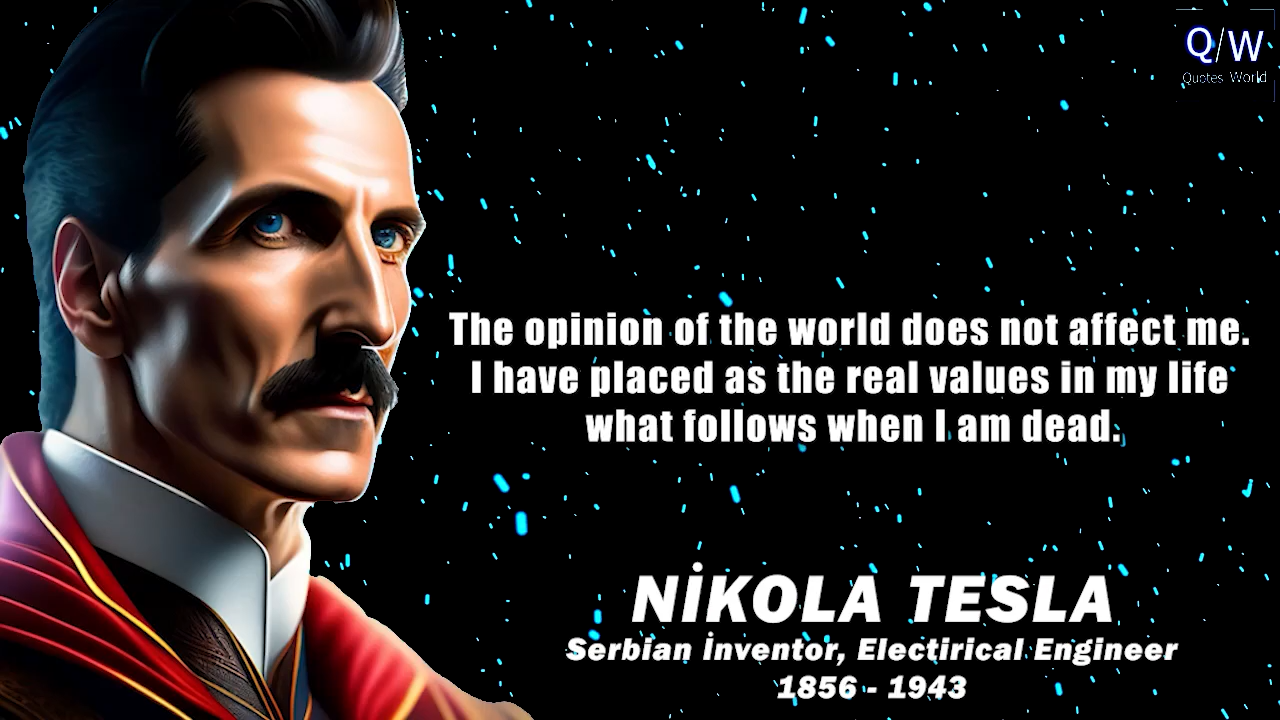 Q/W
Quotes World
The opinion of the world does not affect me.
I have placed as the real values in my life
what follows when I am dead.
NİKOLA TESLA
Serbian İnventor, Electirical Engineer
1856 - 1943